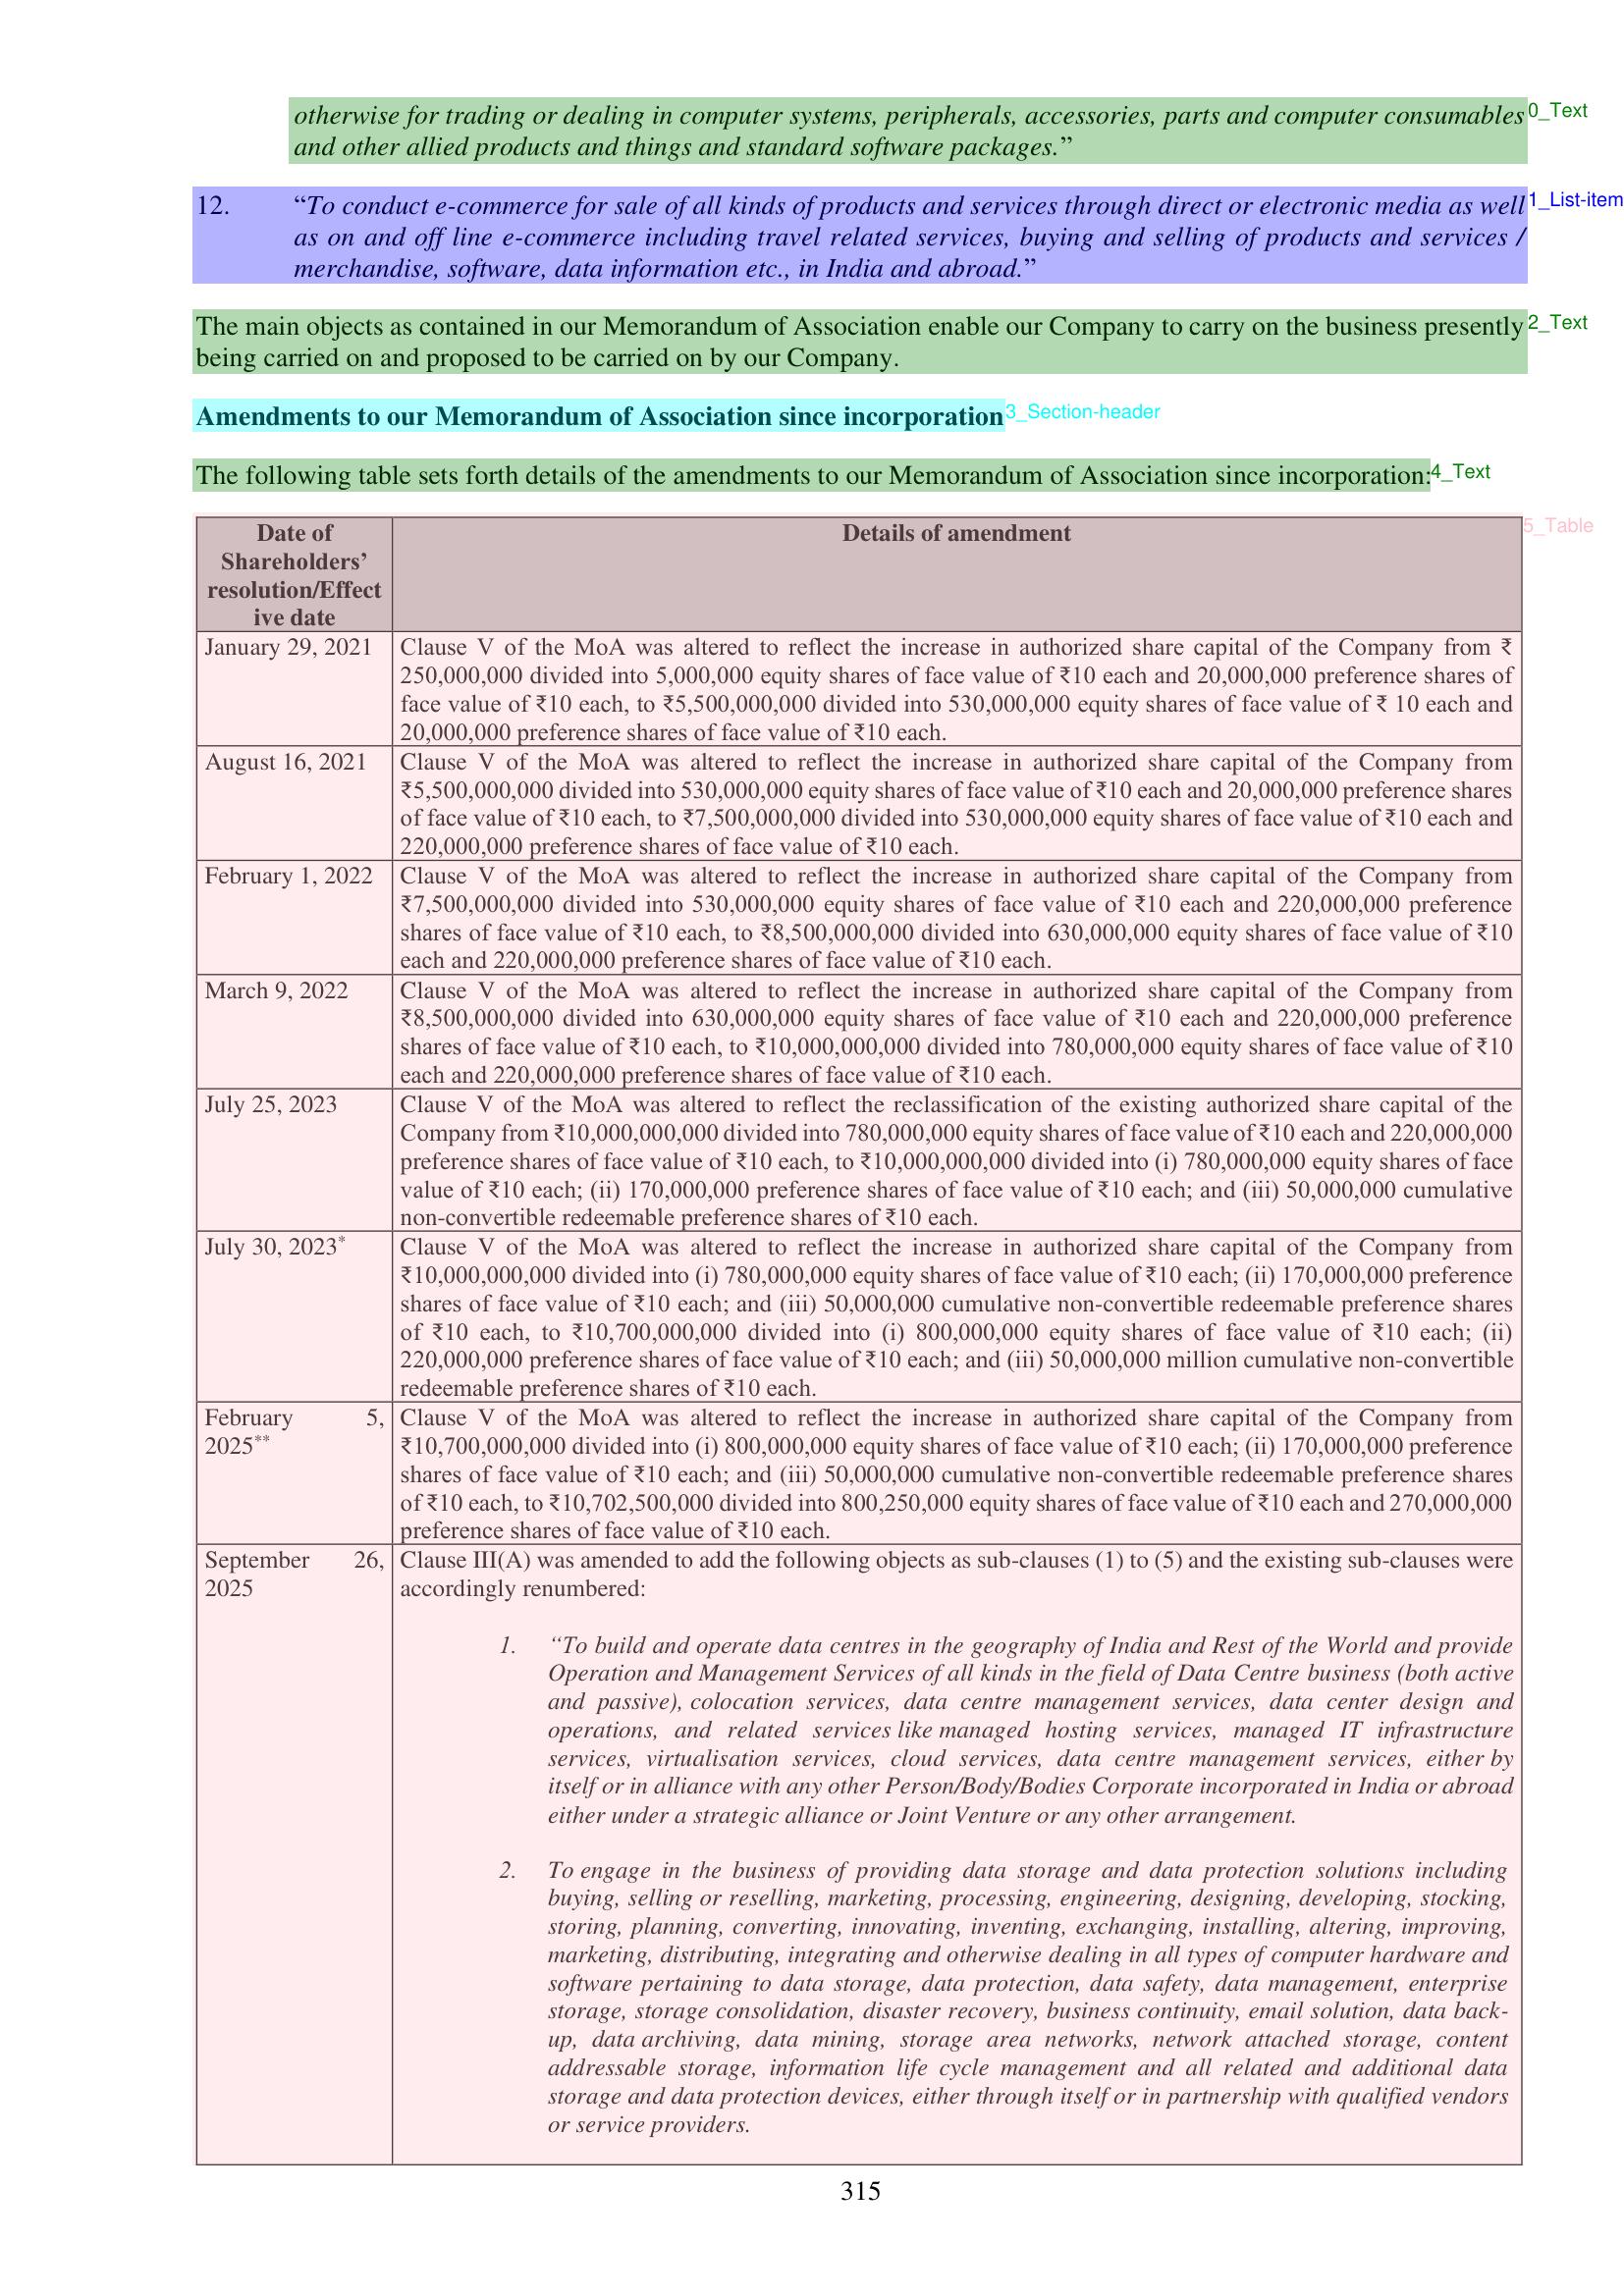 otherwise for trading or dealing in computer systems, peripherals, accessories, parts and computer consumables
0_Text
and other allied products and things and standard software packages.”
12. “To conduct e-commerce for sale of all kinds of products and services through direct or electronic media as well
1_List-item
as on and off line e-commerce including travel related services, buying and selling of products and services /
merchandise, software, data information etc., in India and abroad.”
The main objects as contained in our Memorandum of Association enable our Company to carry on the business presently
2_Text
being carried on and proposed to be carried on by our Company.
Amendments to our Memorandum of Association since incorporation
3_Section-header
The following table sets forth details of the amendments to our Memorandum of Association since incorporation:
4_Text
5_Table
Date of
Shareholders’
resolution/Effect
ive date
Details of amendment
January 29, 2021
Clause V of the MoA was altered to reflect the increase in authorized share capital of the Company from ₹
250,000,000 divided into 5,000,000 equity shares of face value of ₹10 each and 20,000,000 preference shares of
face value of ₹10 each, to ₹5,500,000,000 divided into 530,000,000 equity shares of face value of ₹ 10 each and
20,000,000 preference shares of face value of ₹10 each.
August 16, 2021
Clause V of the MoA was altered to reflect the increase in authorized share capital of the Company from
₹5,500,000,000 divided into 530,000,000 equity shares of face value of ₹10 each and 20,000,000 preference shares
of face value of ₹10 each, to ₹7,500,000,000 divided into 530,000,000 equity shares of face value of ₹10 each and
220,000,000 preference shares of face value of ₹10 each.
February 1, 2022
Clause V of the MoA was altered to reflect the increase in authorized share capital of the Company from
₹7,500,000,000 divided into 530,000,000 equity shares of face value of ₹10 each and 220,000,000 preference
shares of face value of ₹10 each, to ₹8,500,000,000 divided into 630,000,000 equity shares of face value of ₹10
each and 220,000,000 preference shares of face value of ₹10 each.
March 9, 2022
Clause V of the MoA was altered to reflect the increase in authorized share capital of the Company from
₹8,500,000,000 divided into 630,000,000 equity shares of face value of ₹10 each and 220,000,000 preference
shares of face value of ₹10 each, to ₹10,000,000,000 divided into 780,000,000 equity shares of face value of ₹10
each and 220,000,000 preference shares of face value of ₹10 each.
July 25, 2023
Clause V of the MoA was altered to reflect the reclassification of the existing authorized share capital of the
Company from ₹10,000,000,000 divided into 780,000,000 equity shares of face value of ₹10 each and 220,000,000
preference shares of face value of ₹10 each, to ₹10,000,000,000 divided into (i) 780,000,000 equity shares of face
value of ₹10 each; (ii) 170,000,000 preference shares of face value of ₹10 each; and (iii) 50,000,000 cumulative
non-convertible redeemable preference shares of ₹10 each.
July 30, 2023*
Clause V of the MoA was altered to reflect the increase in authorized share capital of the Company from
₹10,000,000,000 divided into (i) 780,000,000 equity shares of face value of ₹10 each; (ii) 170,000,000 preference
shares of face value of ₹10 each; and (iii) 50,000,000 cumulative non-convertible redeemable preference shares
of ₹10 each, to ₹10,700,000,000 divided into (i) 800,000,000 equity shares of face value of ₹10 each; (ii)
220,000,000 preference shares of face value of ₹10 each; and (iii) 50,000,000 million cumulative non-convertible
redeemable preference shares of ₹10 each.
February 5,
2025**
Clause V of the MoA was altered to reflect the increase in authorized share capital of the Company from
₹10,700,000,000 divided into (i) 800,000,000 equity shares of face value of ₹10 each; (ii) 170,000,000 preference
shares of face value of ₹10 each; and (iii) 50,000,000 cumulative non-convertible redeemable preference shares
of ₹10 each, to ₹10,702,500,000 divided into 800,250,000 equity shares of face value of ₹10 each and 270,000,000
preference shares of face value of ₹10 each.
September 26,
2025
Clause III(A) was amended to add the following objects as sub-clauses (1) to (5) and the existing sub-clauses were
accordingly renumbered:
1. “To build and operate data centres in the geography of India and Rest of the World and provide
Operation and Management Services of all kinds in the field of Data Centre business (both active
and passive), colocation services, data centre management services, data center design and
operations, and related services like managed hosting services, managed IT infrastructure
services, virtualisation services, cloud services, data centre management services, either by
itself or in alliance with any other Person/Body/Bodies Corporate incorporated in India or abroad
either under a strategic alliance or Joint Venture or any other arrangement.
2. To engage in the business of providing data storage and data protection solutions including
buying, selling or reselling, marketing, processing, engineering, designing, developing, stocking,
storing, planning, converting, innovating, inventing, exchanging, installing, altering, improving,
marketing, distributing, integrating and otherwise dealing in all types of computer hardware and
software pertaining to data storage, data protection, data safety, data management, enterprise
storage, storage consolidation, disaster recovery, business continuity, email solution, data back-
up, data archiving, data mining, storage area networks, network attached storage, content
addressable storage, information life cycle management and all related and additional data
storage and data protection devices, either through itself or in partnership with qualified vendors
or service providers.
315